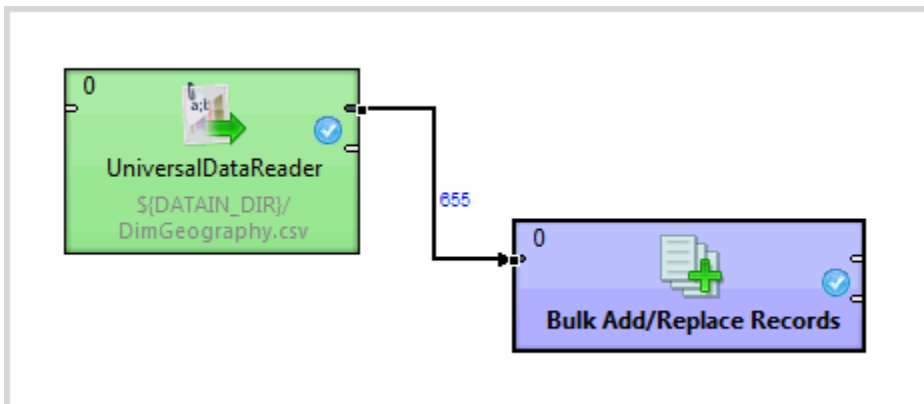 0
a;b
UniversalDataReader
${DATAIN_DIR}/
DimGeography.csv
655
0
Bulk Add/Replace Records